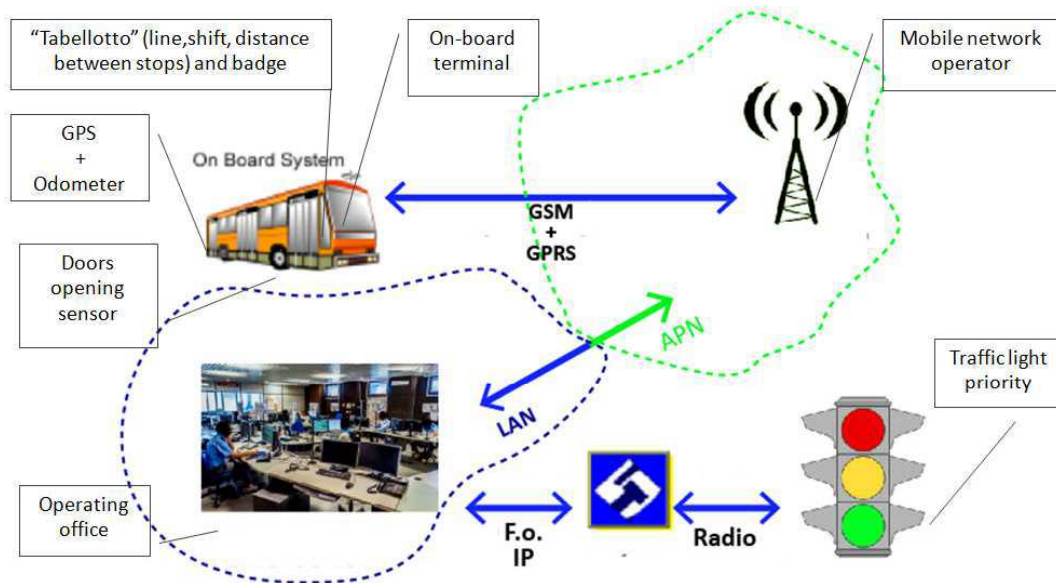 “Tabellotto” (line,shift, distance
between stops) and badge
On-board
terminal
Mobile network
operator
GPS
+
Odometer
On Board System
GSM
+
GPRS
Doors
opening
sensor
APN
LAN
Traffic light
priority
Operating
office
F.o.
IP
Radio